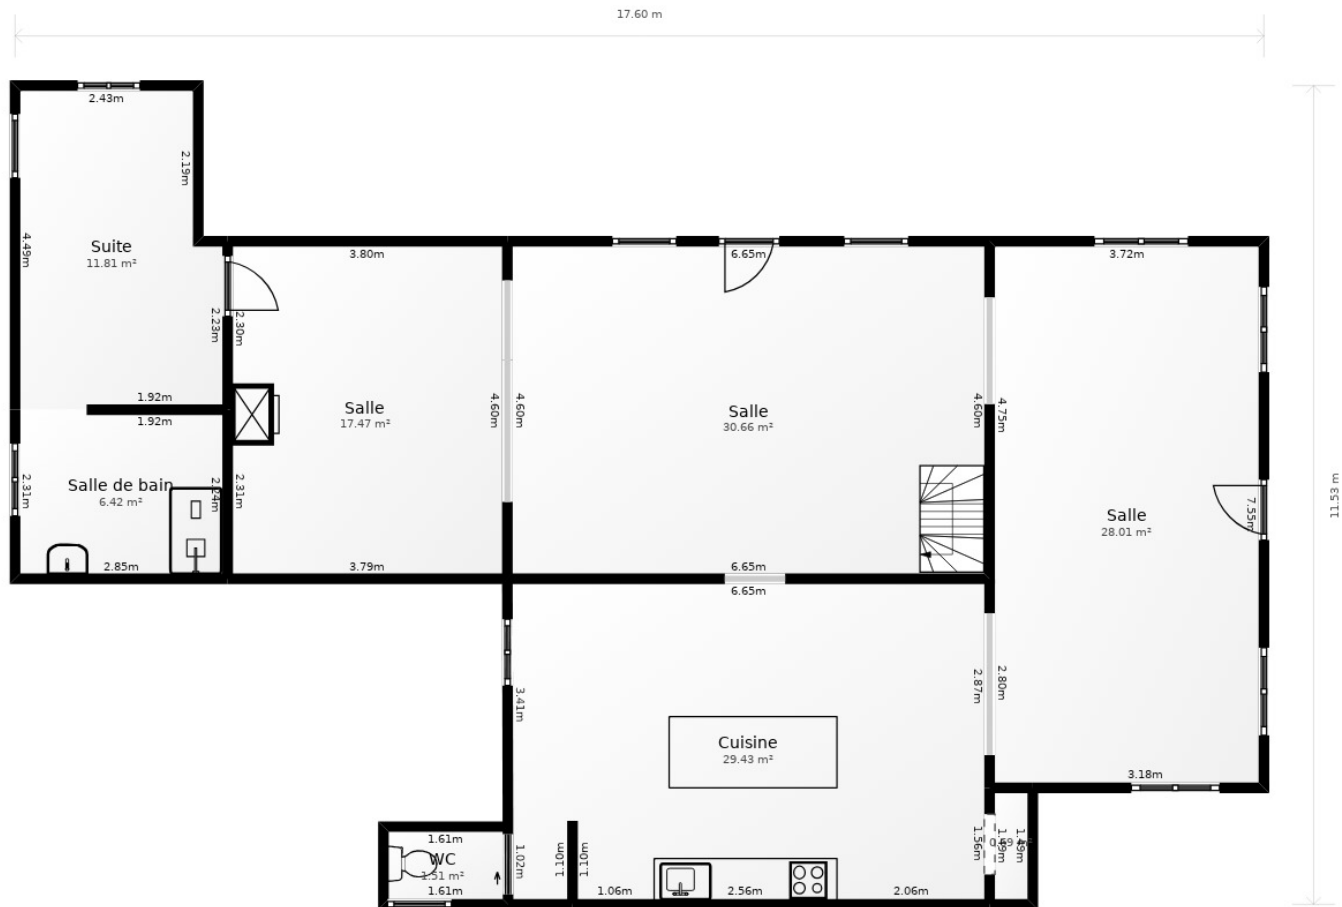 17.60 m
2.43m
2.19m
4.49m
Suite
11.81 m²
2.23m
2.30m
3.80m
6.65m
3.72m
1.92m
1.92m
Salle
17.47 m²
4.60m
4.60m
Salle
30.66 m²
4.60m
4.75m
Salle de bain
6.42 m²
2.31m
2.24m
2.31m
2.85m
3.79m
6.65m
6.65m
Salle
28.01 m²
7.55m
11.53 m
3.41m
2.87m
2.80m
Cuisine
29.43 m²
3.18m
1.61m
WC
1.51 m²
1.61m
1.02m
1.10m
1.10m
1.06m
2.56m
2.06m
1.56m
1.49m
1.49m